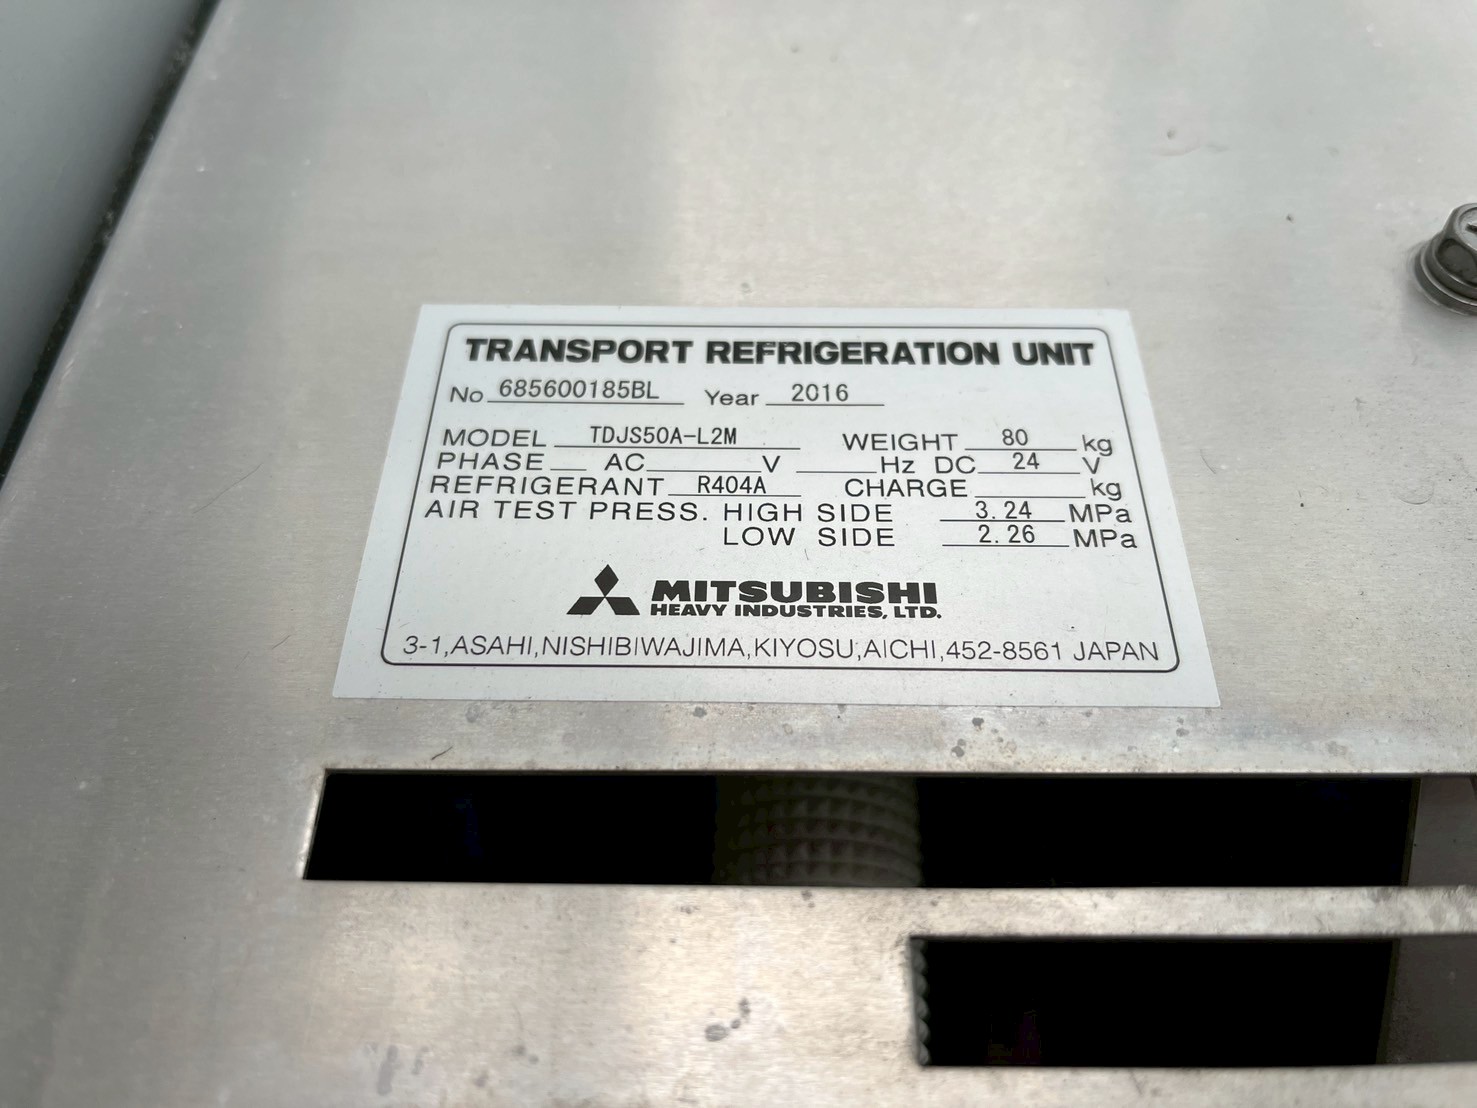 TRANSPORT REFRIGERATION UNIT
No 685600185BL Year 2016
MODEL TDJS50A-L2M WEIGHT 80 kg
PHASE AC V Hz DC 24 V
REFRIGERANT R404A CHARGE kg
AIR TEST PRESS. HIGH SIDE 3.24 MPa
LOW SIDE 2.26 MPa
MITSUBISHI
HEAVY INDUSTRIES, LTD.
3-1,ASAHI,NISHIBIWAJIMA,KIYOSU,AICHI,452-8561 JAPAN